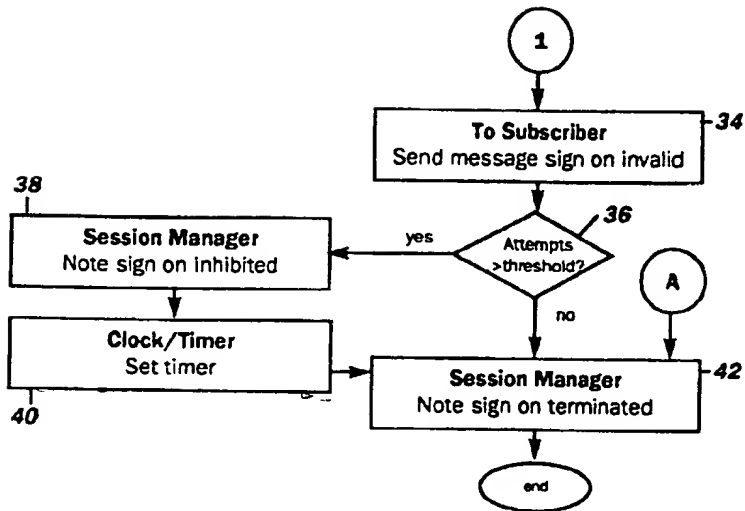 1
To Subscriber
Send message sign on invalid
34
36
Attempts
>threshold?
yes
no
38
Session Manager
Note sign on inhibited
Clock/Timer
Set timer
40
A
Session Manager
Note sign on terminated
42
end